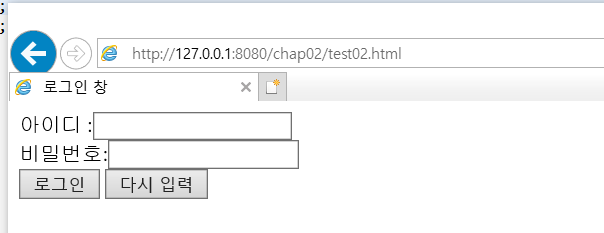 ;
;
http://127.0.0.1:8080/chap02/test02.html
로그인 창
아이디 :
비밀번호:
로그인 다시 입력